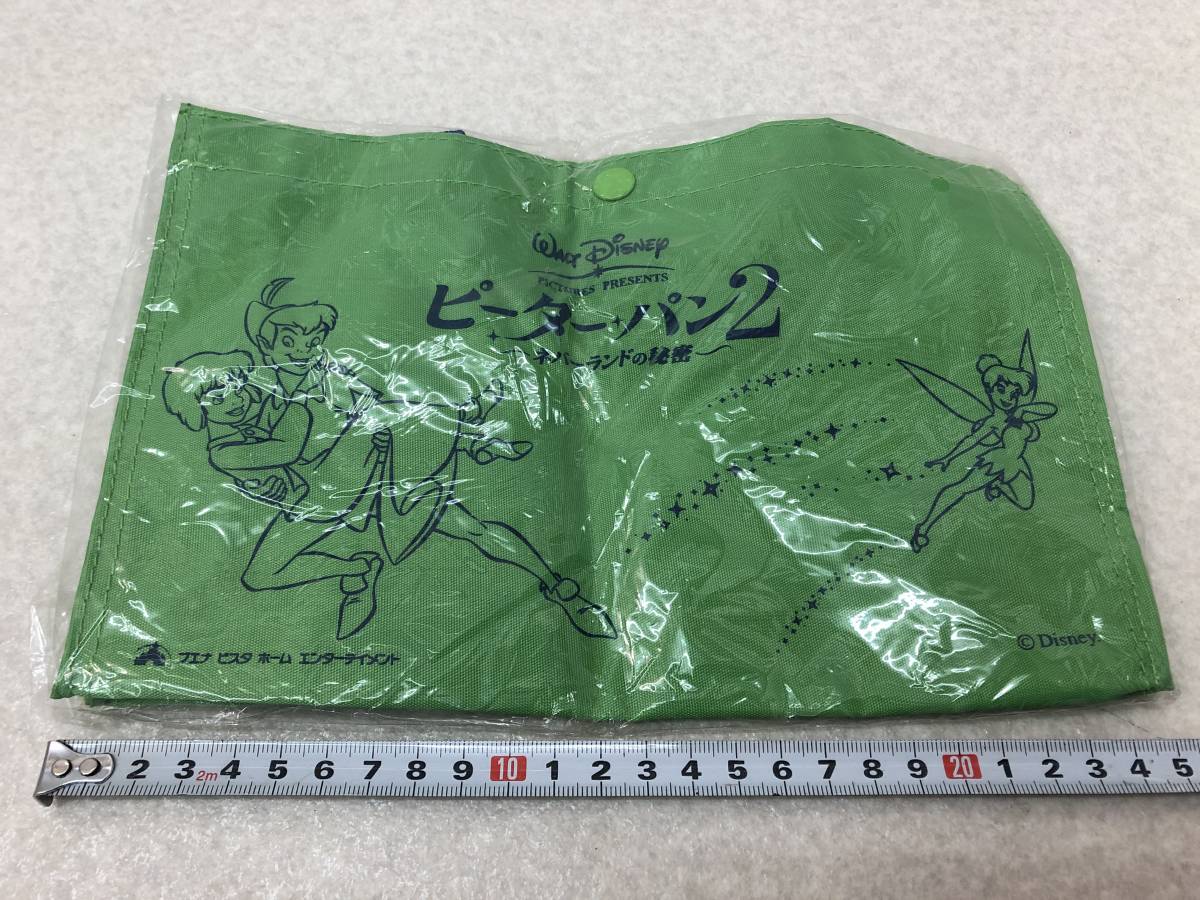 WALT DISNEY
PICTURES PRESENTS
ピーター・パン2
〜ネバーランドの秘密〜
ブエナ ビスタ ホーム エンターテイメント
© Disney
2 3 2m 4 5 6 7 8 9 10 1 2 3 4 5 6 7 8 9 20 1 2 3 4 5